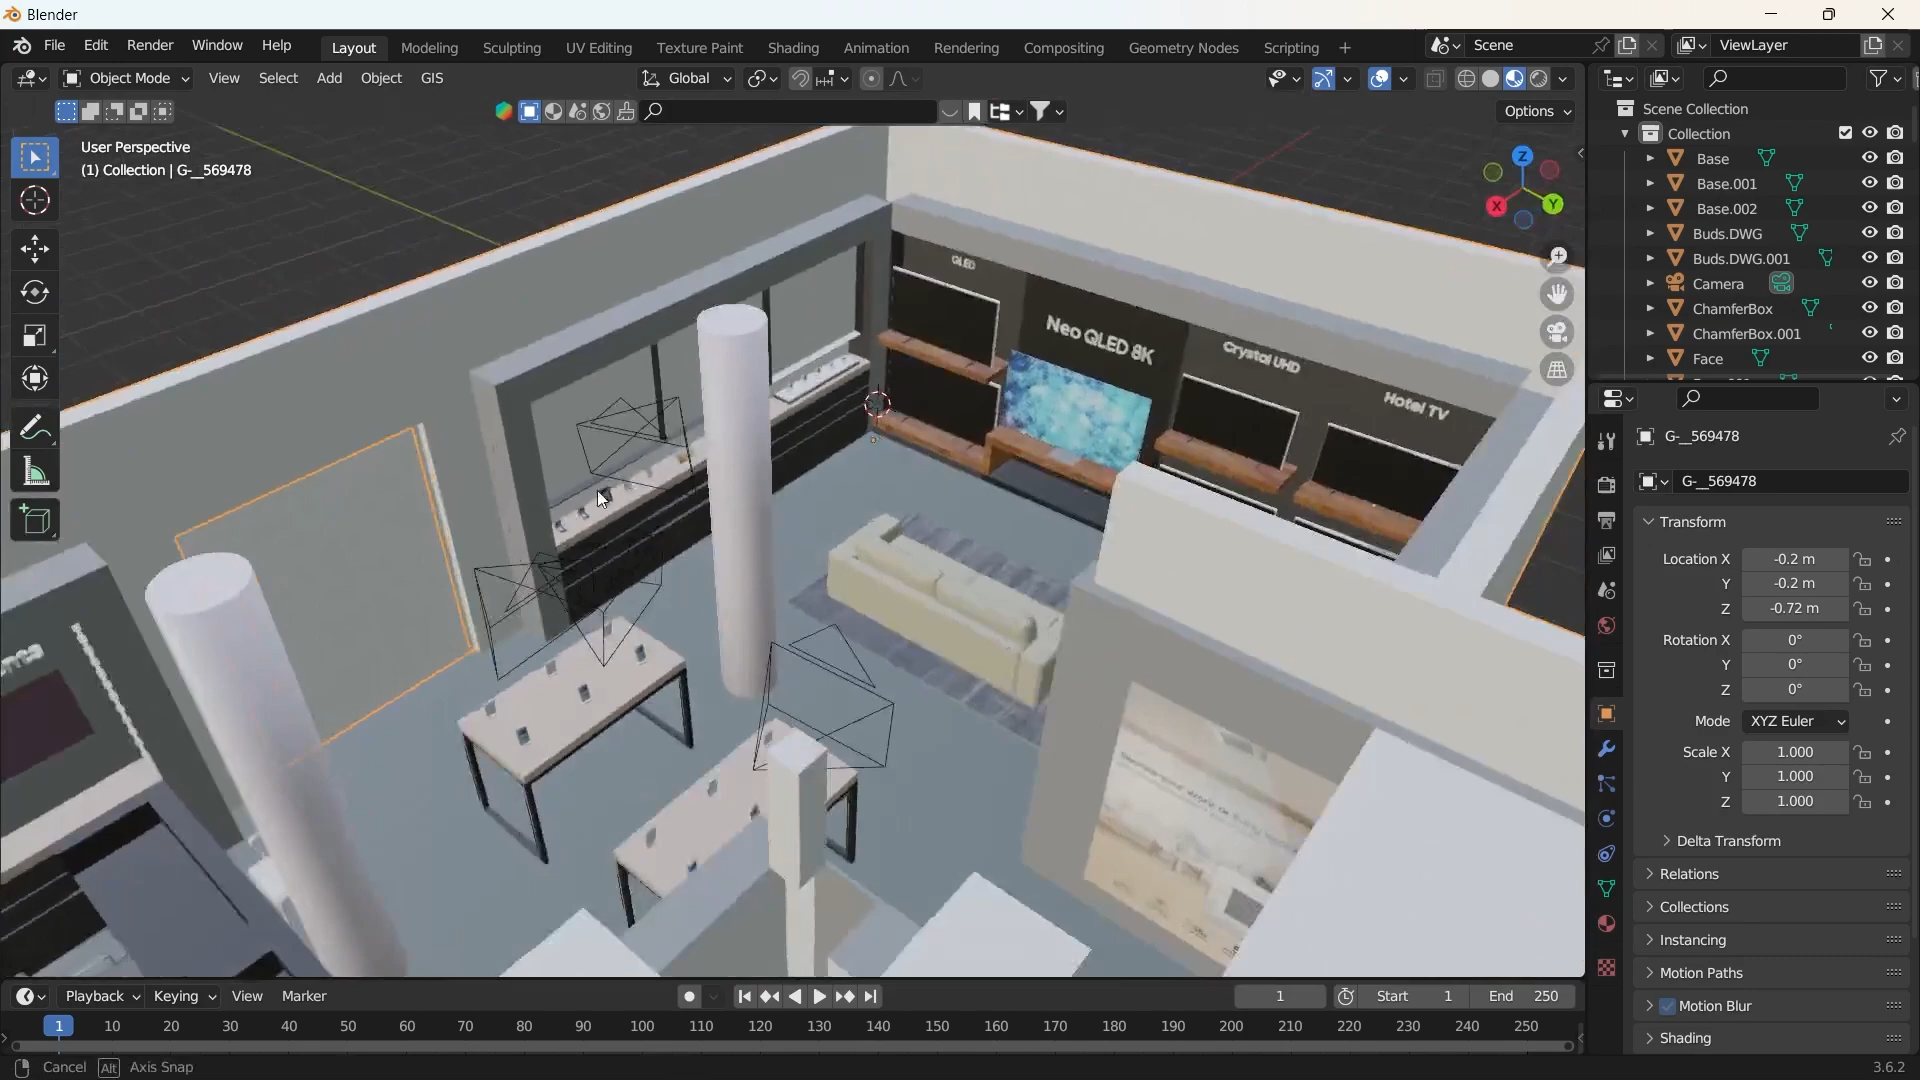 Blender
File Edit Render Window Help
Layout Modeling Sculpting UV Editing Texture Paint Shading Animation Rendering Compositing Geometry Nodes Scripting +
Scene
ViewLayer
Object Mode View Select Add Object GIS
Global
Options
User Perspective
(1) Collection | G-__569478
Z
Y
X
QLED
Neo QLED 8K
Crystal UHD
Hotel TV
Scene Collection
Collection
Base
Base.001
Base.002
Buds.DWG
Buds.DWG.001
Camera
ChamferBox
ChamferBox.001
Face
G-__569478
G-__569478
Transform
Location X -0.2 m
Y -0.2 m
Z -0.72 m
Rotation X 0°
Y 0°
Z 0°
Mode XYZ Euler
Scale X 1.000
Y 1.000
Z 1.000
Delta Transform
Relations
Collections
Instancing
Motion Paths
Motion Blur
Shading
Playback Keying View Marker
1 Start 1 End 250
1 10 20 30 40 50 60 70 80 90 100 110 120 130 140 150 160 170 180 190 200 210 220 230 240 250
Cancel Alt Axis Snap
3.6.2